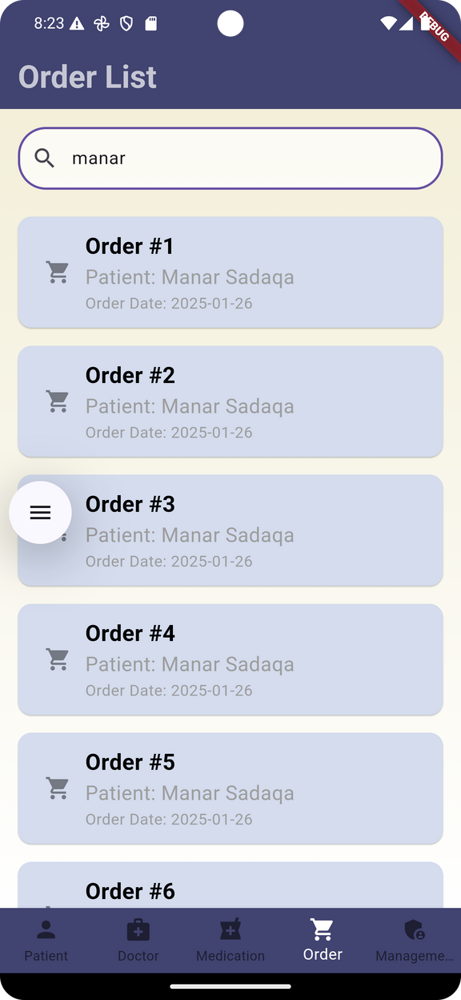 8:23
DEBUG
Order List
manar
Order #1
Patient: Manar Sadaqa
Order Date: 2025-01-26
Order #2
Patient: Manar Sadaqa
Order Date: 2025-01-26
Order #3
Patient: Manar Sadaqa
Order Date: 2025-01-26
Order #4
Patient: Manar Sadaqa
Order Date: 2025-01-26
Order #5
Patient: Manar Sadaqa
Order Date: 2025-01-26
Order #6
Patient
Doctor
Medication
Order
Manageme...